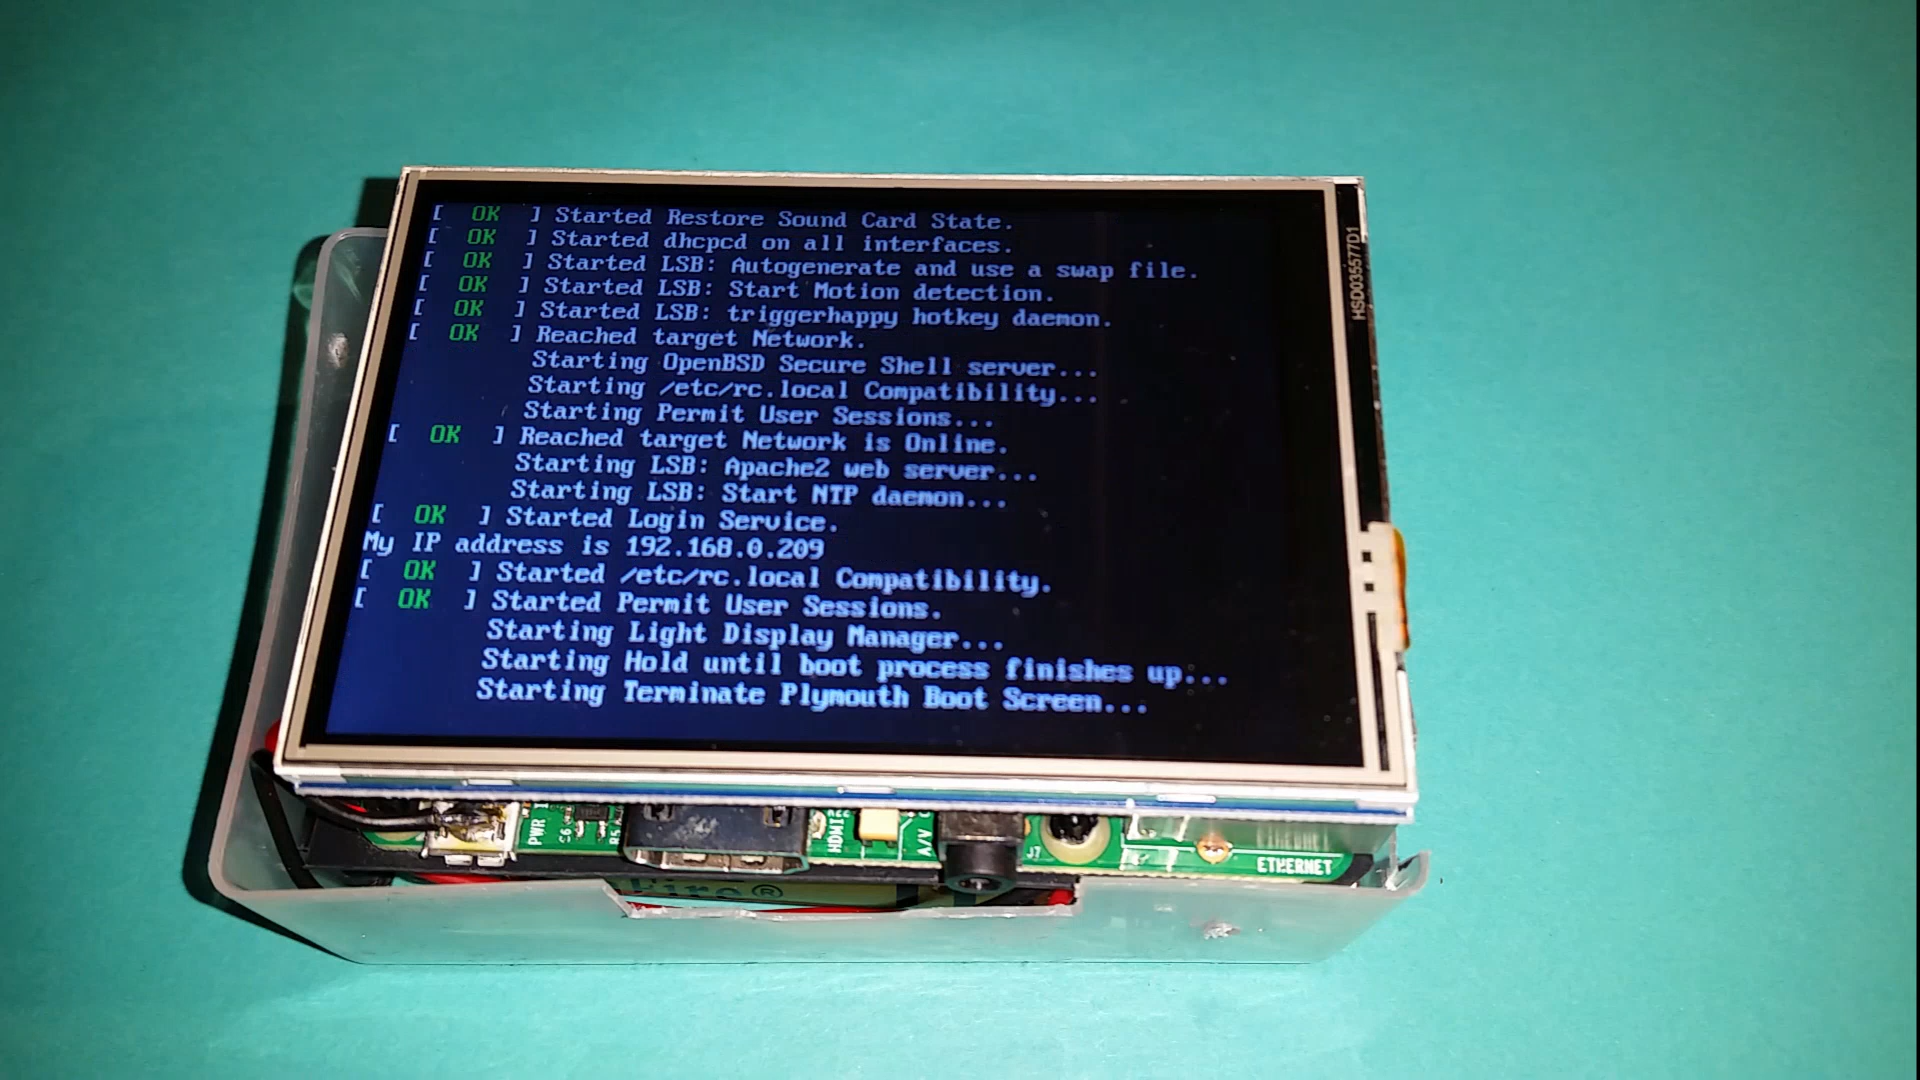 [  OK  ] Started Restore Sound Card State.
[  OK  ] Started dhcpcd on all interfaces.
[  OK  ] Started LSB: Autogenerate and use a swap file.
[  OK  ] Started LSB: Start Motion detection.
[  OK  ] Started LSB: triggerhappy hotkey daemon.
[  OK  ] Reached target Network.
Starting OpenBSD Secure Shell server...
Starting /etc/rc.local Compatibility...
Starting Permit User Sessions...
[  OK  ] Reached target Network is Online.
Starting LSB: Apache2 web server...
Starting LSB: Start NTP daemon...
[  OK  ] Started Login Service.
My IP address is 192.168.0.209
[  OK  ] Started /etc/rc.local Compatibility.
[  OK  ] Started Permit User Sessions.
Starting Light Display Manager...
Starting Hold until boot process finishes up...
Starting Terminate Plymouth Boot Screen...
HSD035577D1
PWR
HDMI
A/V
J7
ETHERNET